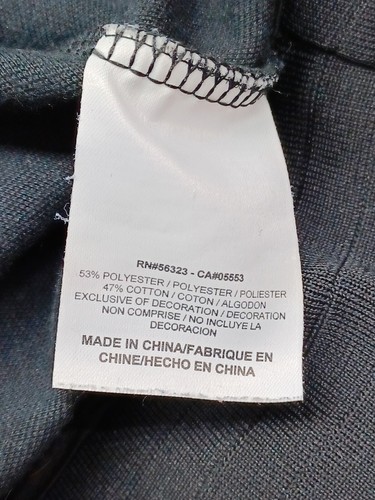 RN#56323 - CA#05553
53% POLYESTER / POLYESTER / POLIESTER
47% COTTON / COTON / ALGODON
EXCLUSIVE OF DECORATION / DECORATION
NON COMPRISE / NO INCLUYE LA
DECORACION
MADE IN CHINA/FABRIQUE EN
CHINE/HECHO EN CHINA